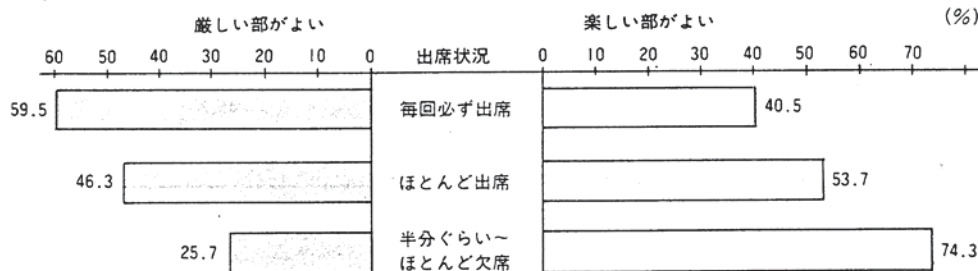 厳しい部がよい 楽しい部がよい (%)
60 50 40 30 20 10 0 出席状況 0 10 20 30 40 50 60 70
59.5 毎回必ず出席 40.5
46.3 ほとんど出席 53.7
25.7 半分ぐらい〜 74.3
ほとんど欠席